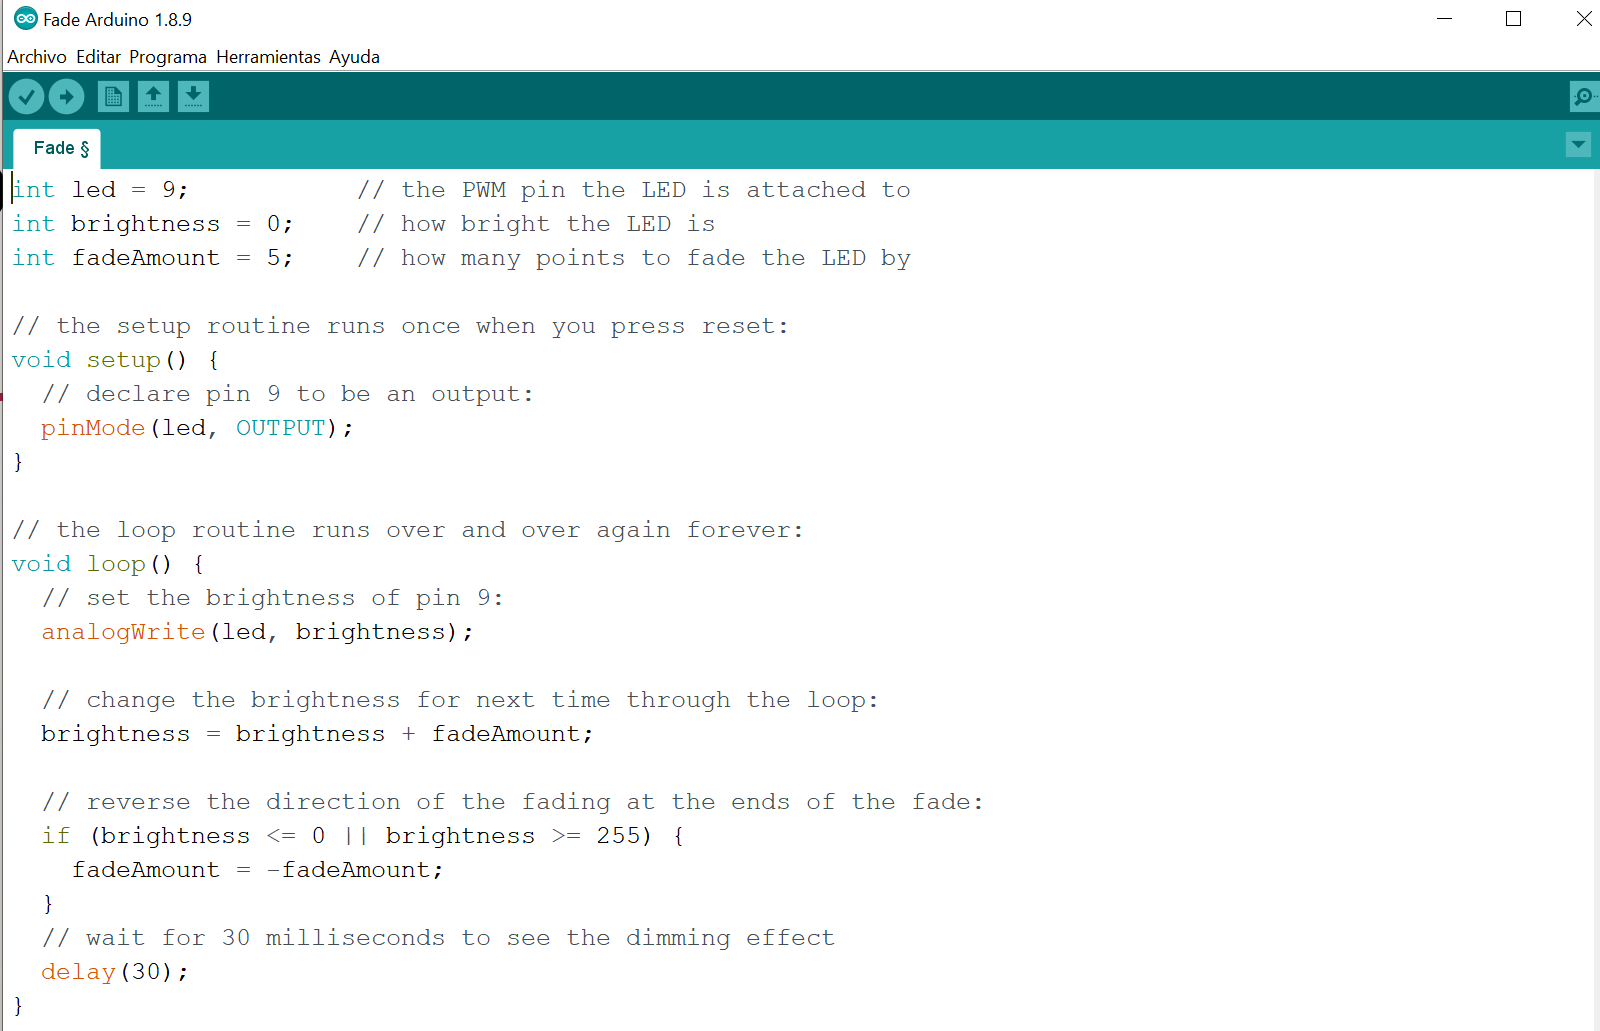 Fade Arduino 1.8.9
Archivo Editar Programa Herramientas Ayuda
Fade §
int led = 9;           // the PWM pin the LED is attached to
int brightness = 0;    // how bright the LED is
int fadeAmount = 5;    // how many points to fade the LED by

// the setup routine runs once when you press reset:
void setup() {
  // declare pin 9 to be an output:
  pinMode(led, OUTPUT);
}

// the loop routine runs over and over again forever:
void loop() {
  // set the brightness of pin 9:
  analogWrite(led, brightness);

  // change the brightness for next time through the loop:
  brightness = brightness + fadeAmount;

  // reverse the direction of the fading at the ends of the fade:
  if (brightness <= 0 || brightness >= 255) {
    fadeAmount = -fadeAmount;
  }
  // wait for 30 milliseconds to see the dimming effect
  delay(30);
}